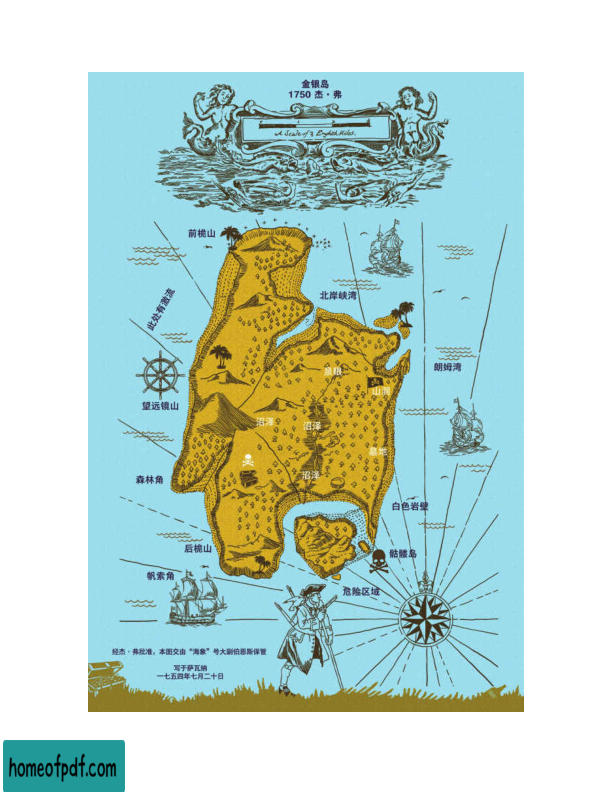 金银岛
1750 杰·弗
A Scale of 3 English Miles.
前桅山
此处有激流
北岸峡湾
朗姆湾
泉眼
山洞
望远镜山
沼泽
沼泽
墓地
沼泽
森林角
白色岩壁
后桅山
骷髅岛
帆索角
危险区域
经杰·弗批准，本图交由“海象”号大副伯恩斯保管
写于萨瓦纳
一七五四年七月二十日
homeofpdf.com